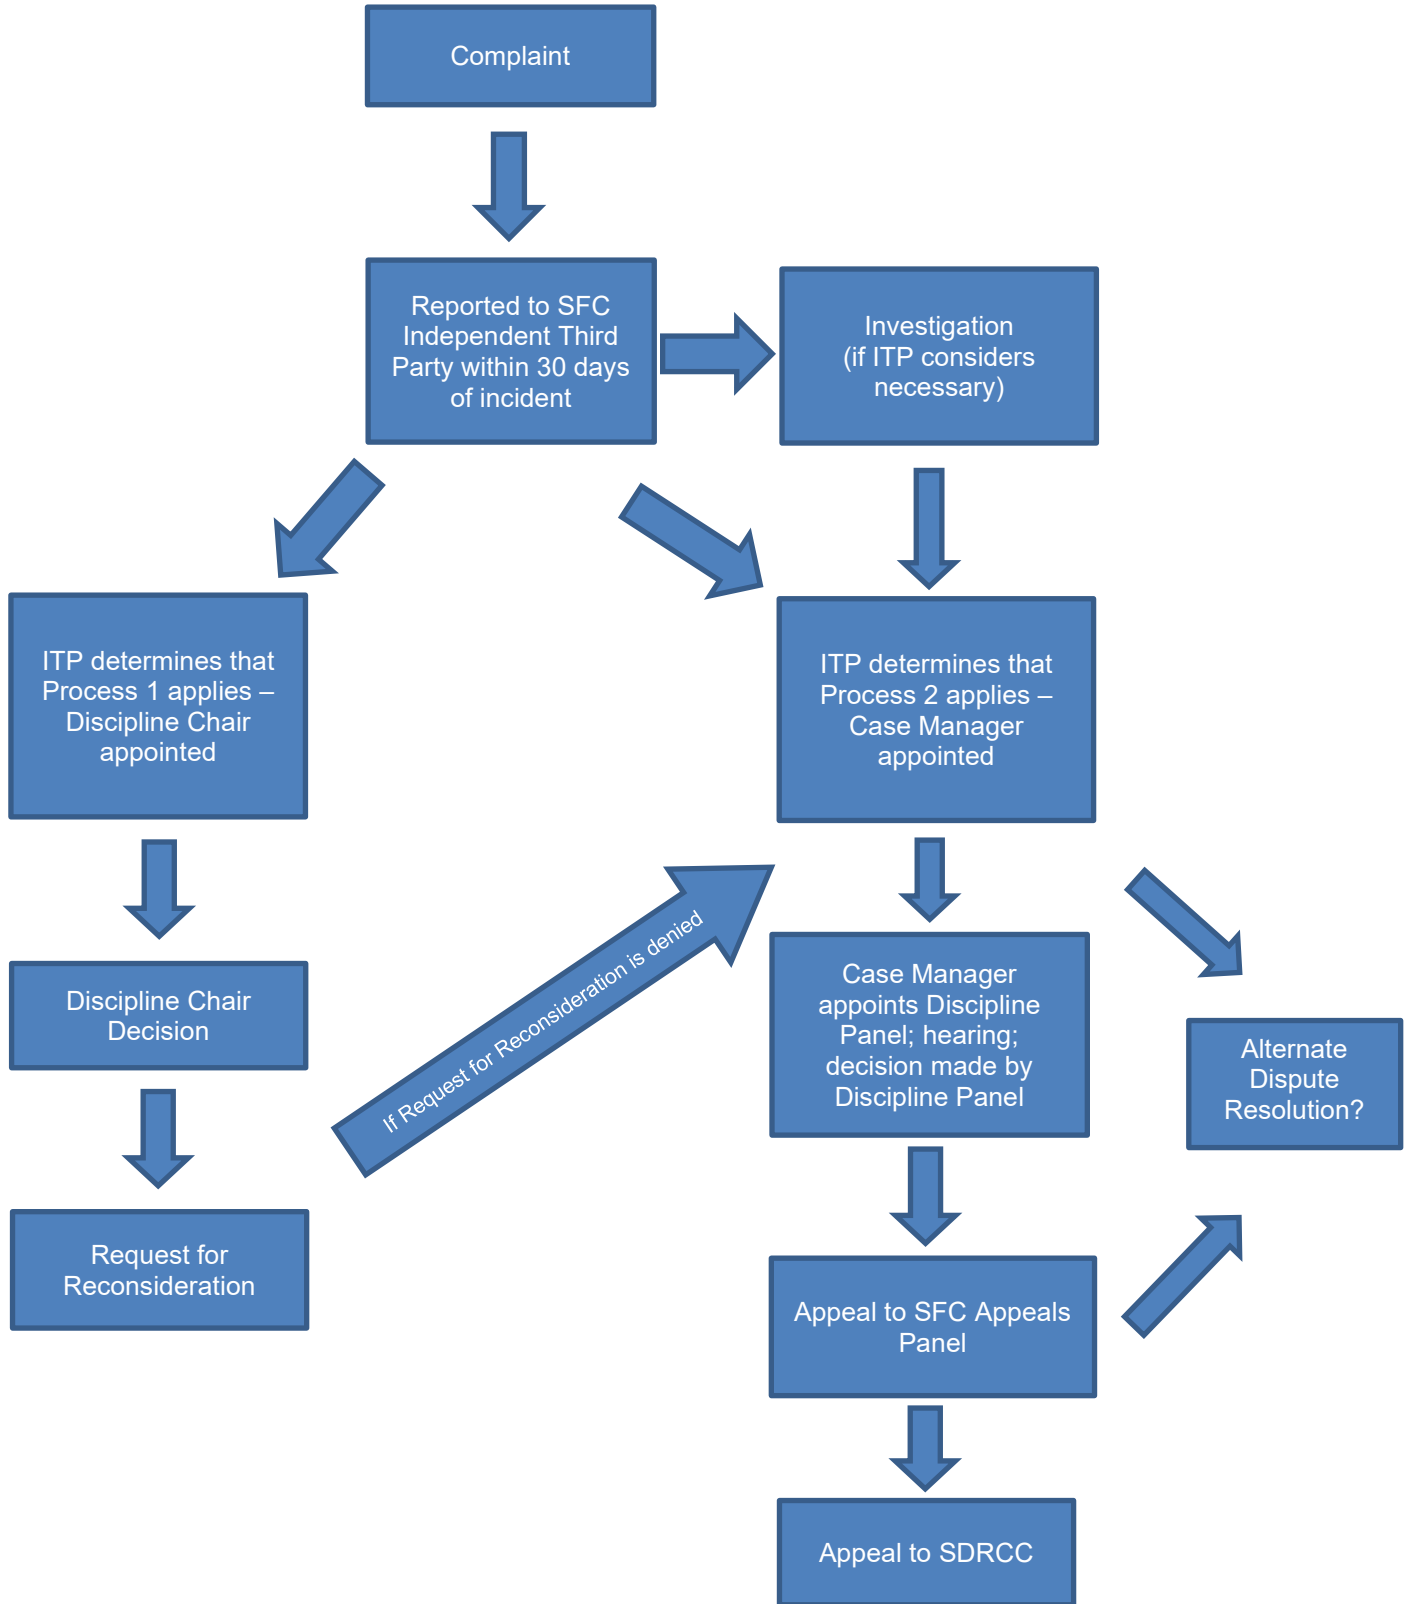 Complaint
Reported to SFC
Independent Third
Party within 30 days
of incident
Investigation
(if ITP considers
necessary)
ITP determines that
Process 1 applies –
Discipline Chair
appointed
ITP determines that
Process 2 applies –
Case Manager
appointed
If Request for Reconsideration is denied
Discipline Chair
Decision
Case Manager
appoints Discipline
Panel; hearing;
decision made by
Discipline Panel
Alternate
Dispute
Resolution?
Request for
Reconsideration
Appeal to SFC Appeals
Panel
Appeal to SDRCC